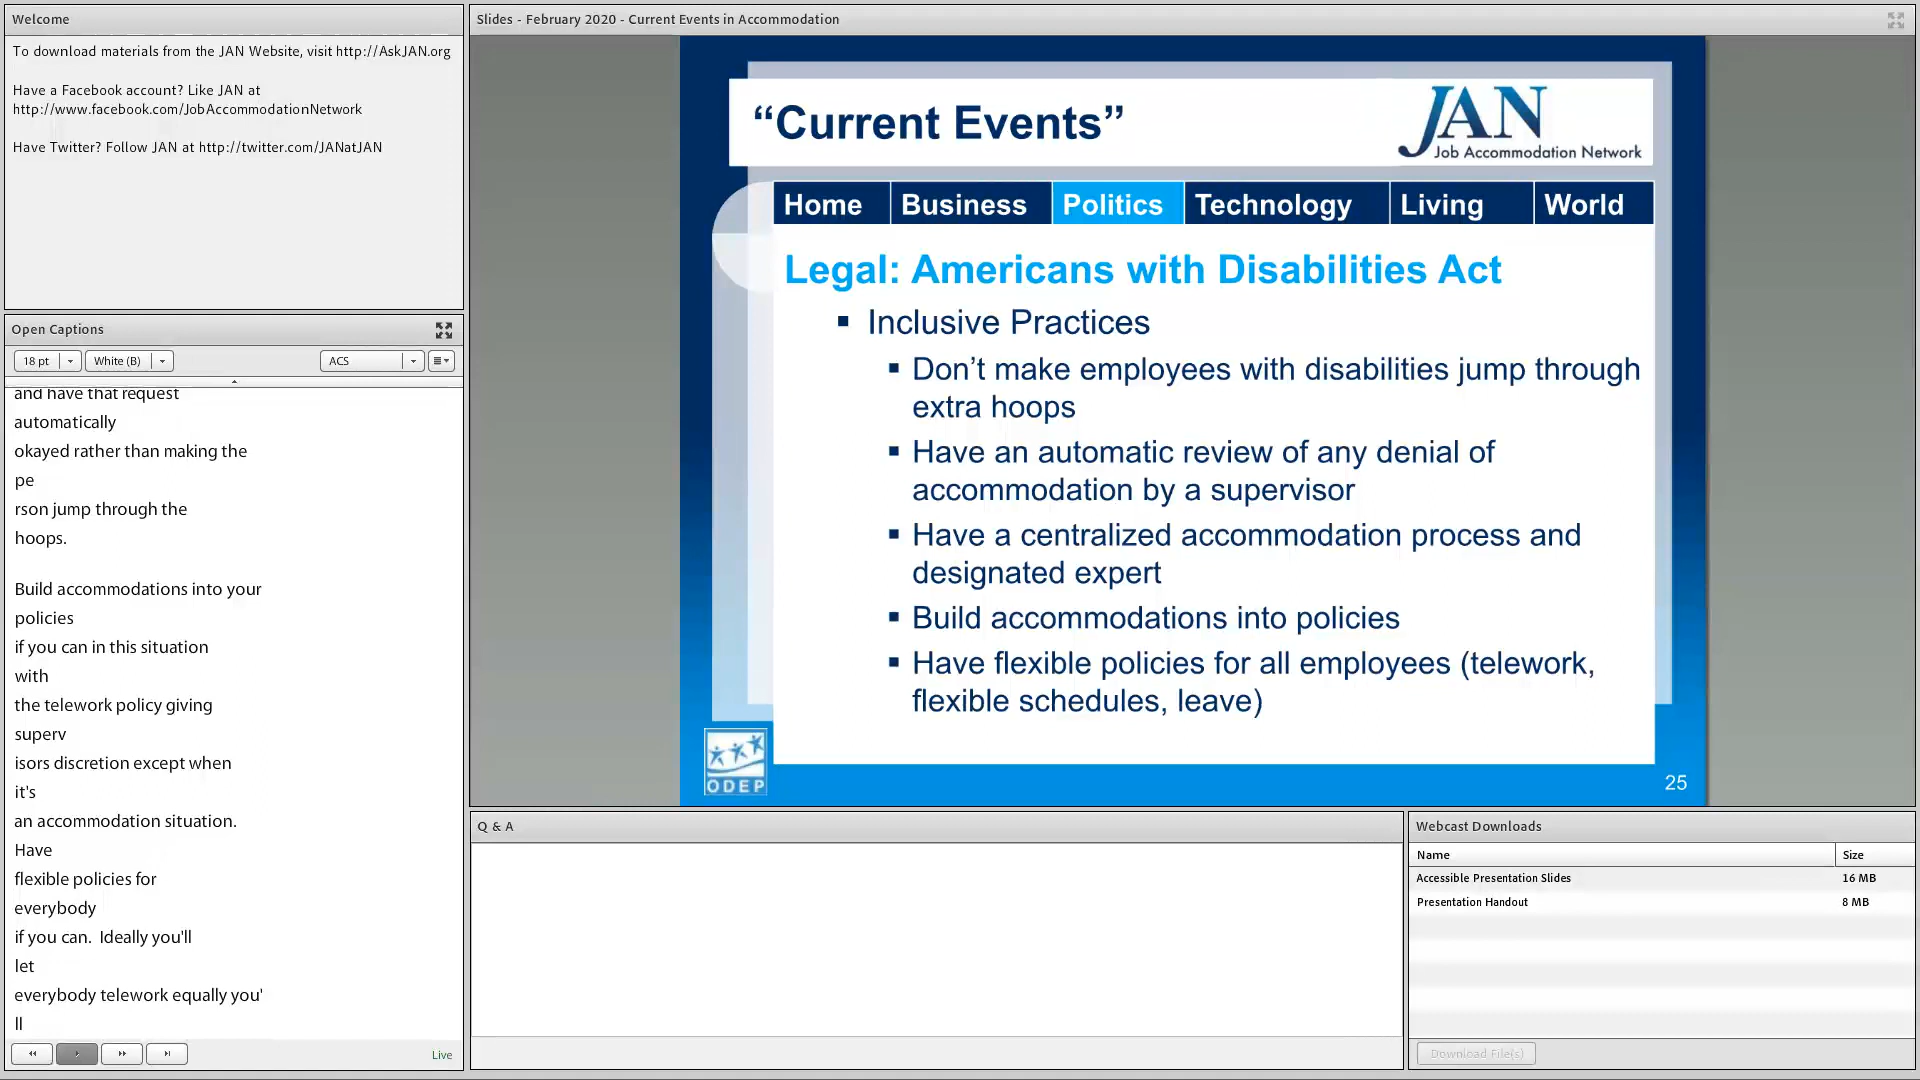 Welcome
To download materials from the JAN Website, visit http://AskJAN.org
Have a Facebook account? Like JAN at
http://www.facebook.com/JobAccommodationNetwork
Have Twitter? Follow JAN at http://twitter.com/JANatJAN
Open Captions
18 pt
White (B)
ACS
and have that request
automatically
okayed rather than making the
pe
rson jump through the
hoops.
Build accommodations into your
policies
if you can in this situation
with
the telework policy giving
superv
isors discretion except when
it's
an accommodation situation.
Have
flexible policies for
everybody
if you can.  Ideally you'll
let
everybody telework equally you'
ll
Live
Slides - February 2020 - Current Events in Accommodation
“Current Events”
JAN
Job Accommodation Network
Home
Business
Politics
Technology
Living
World
Legal: Americans with Disabilities Act
▪ Inclusive Practices
▪ Don’t make employees with disabilities jump through
extra hoops
▪ Have an automatic review of any denial of
accommodation by a supervisor
▪ Have a centralized accommodation process and
designated expert
▪ Build accommodations into policies
▪ Have flexible policies for all employees (telework,
flexible schedules, leave)
ODEP
25
Q & A
Webcast Downloads
Name Size
Accessible Presentation Slides 16 MB
Presentation Handout 8 MB
Download File(s)